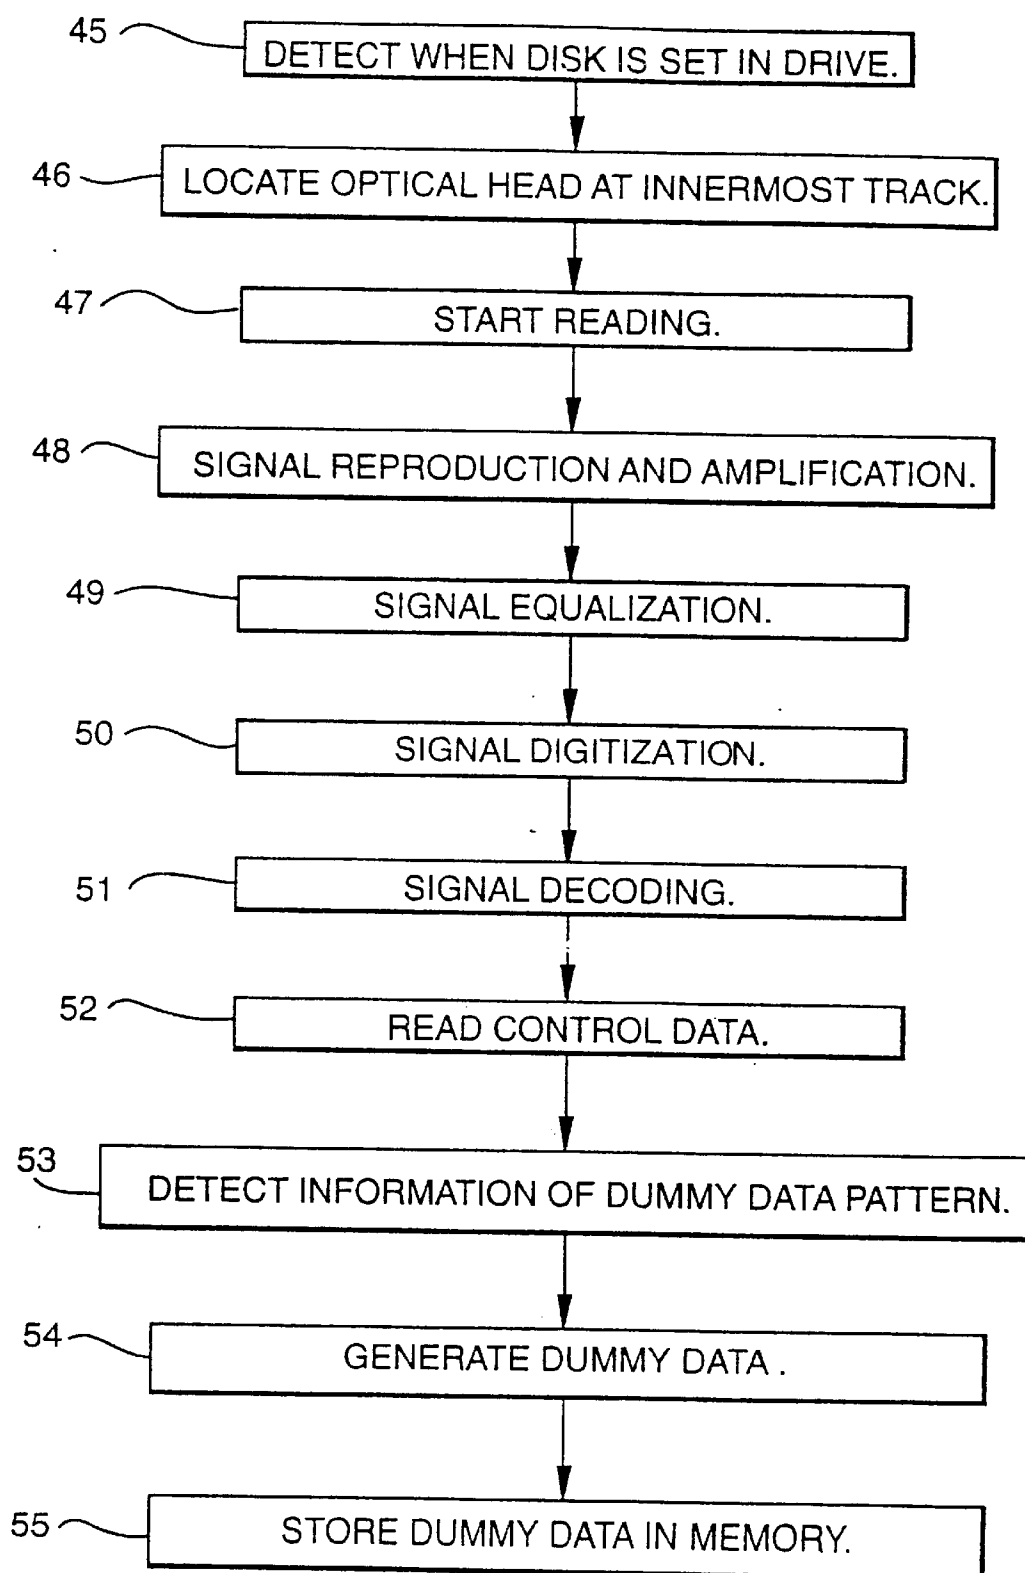 45 DETECT WHEN DISK IS SET IN DRIVE.
46 LOCATE OPTICAL HEAD AT INNERMOST TRACK.
47 START READING.
48 SIGNAL REPRODUCTION AND AMPLIFICATION.
49 SIGNAL EQUALIZATION.
50 SIGNAL DIGITIZATION.
51 SIGNAL DECODING.
52 READ CONTROL DATA.
53 DETECT INFORMATION OF DUMMY DATA PATTERN.
54 GENERATE DUMMY DATA .
55 STORE DUMMY DATA IN MEMORY.